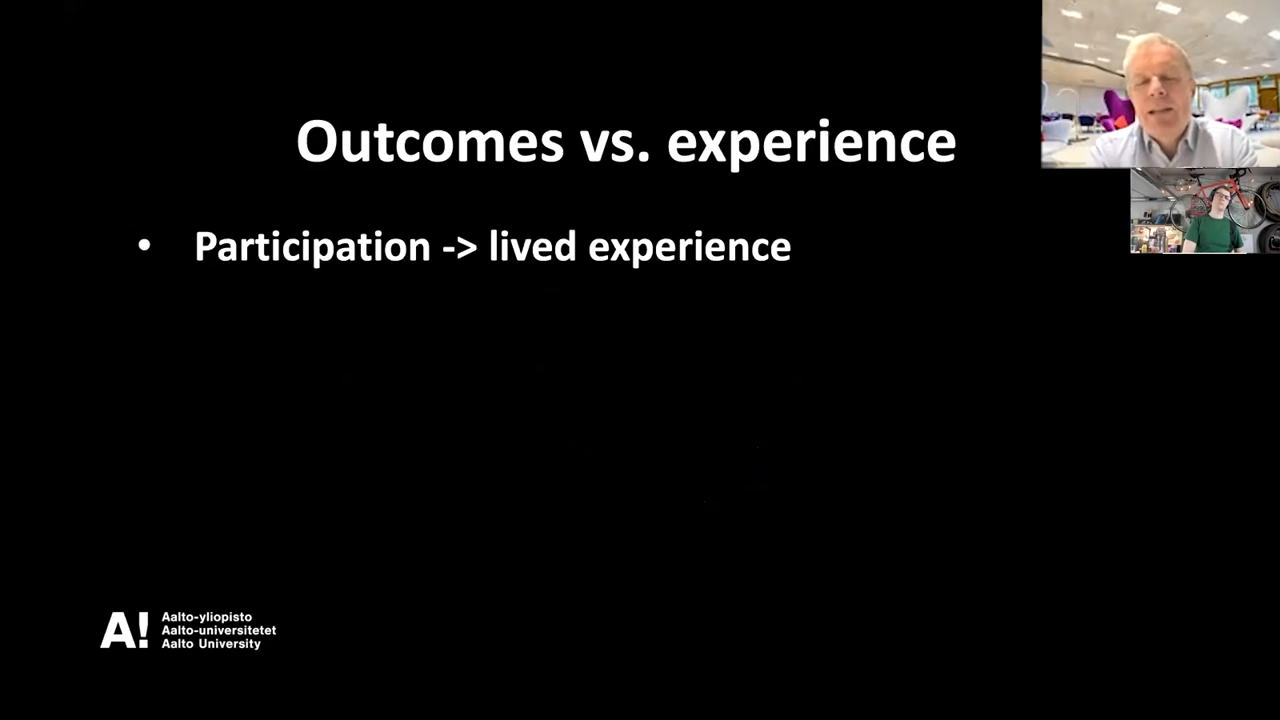 Outcomes vs. experience
• Participation -> lived experience
A! Aalto-yliopisto
Aalto-universitetet
Aalto University